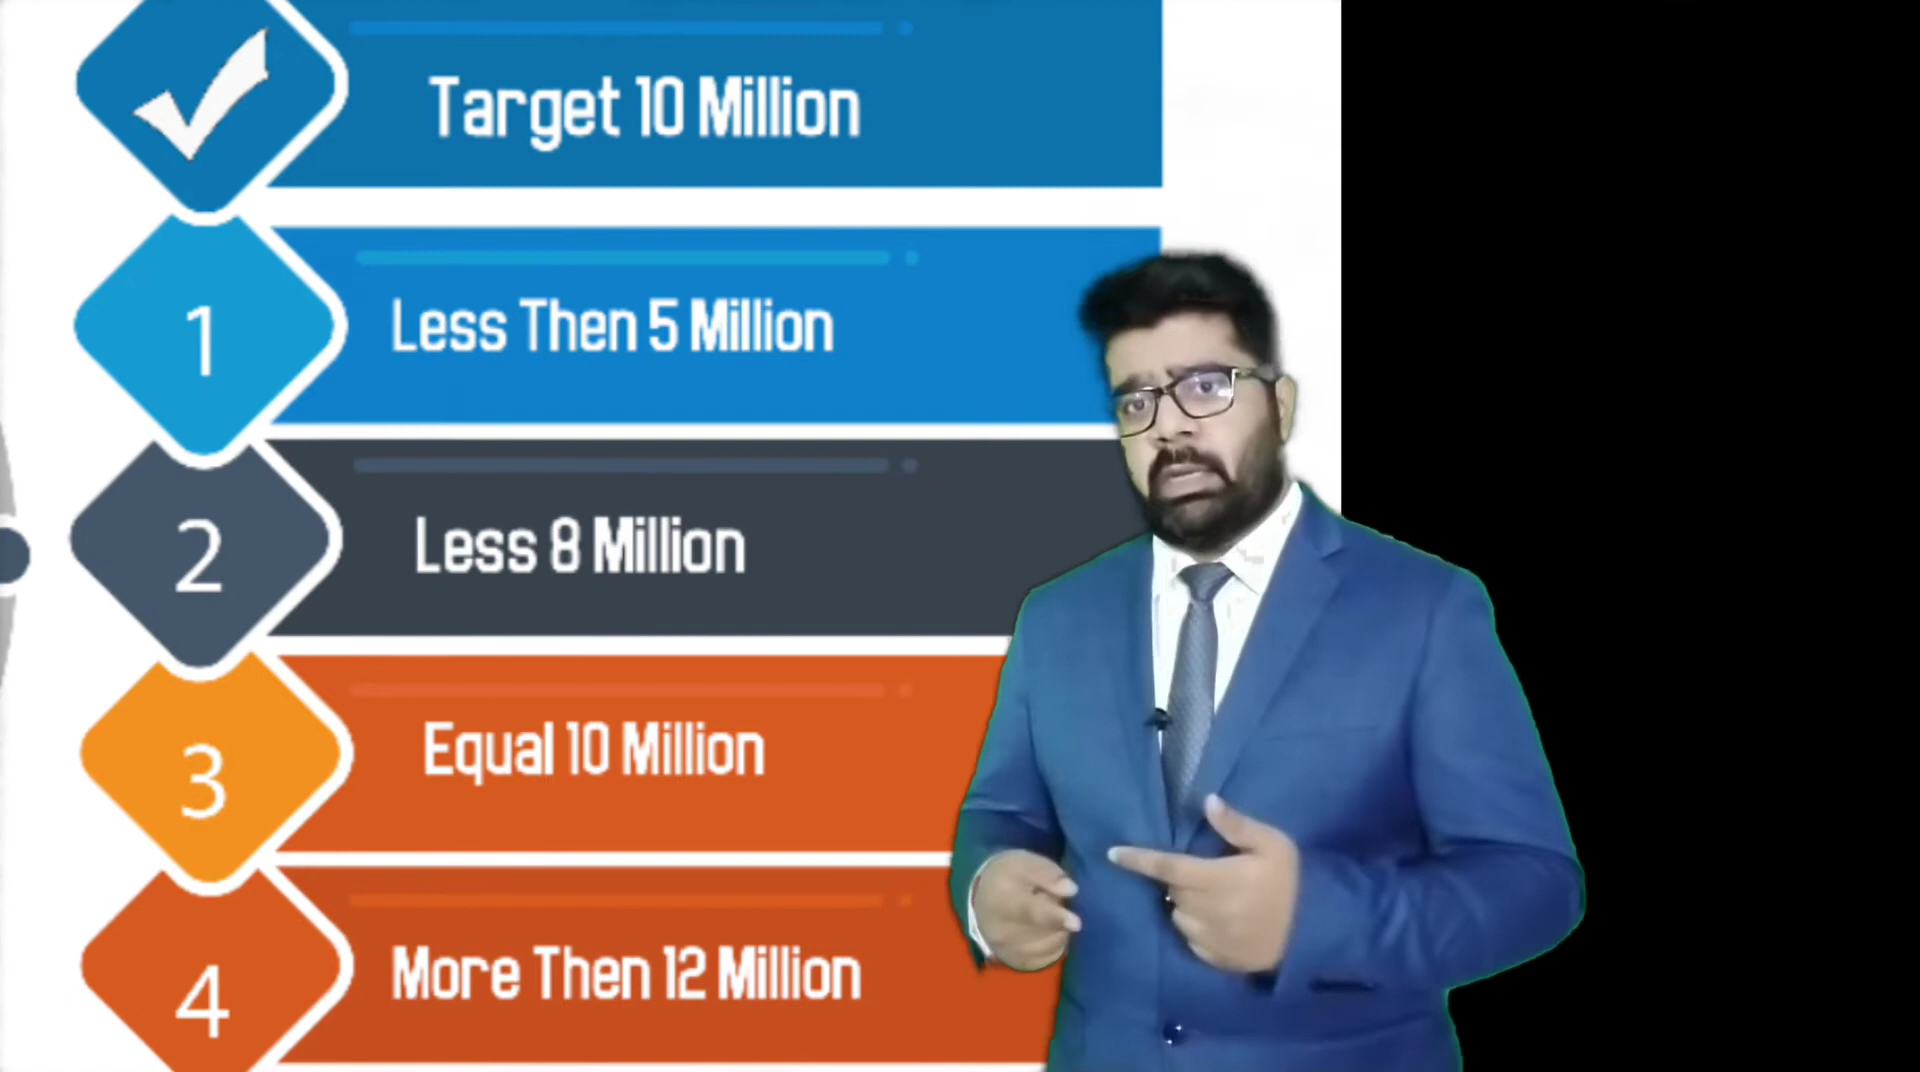 Target 10 Million
1
Less Then 5 Million
2
Less 8 Million
3
Equal 10 Million
4
More Then 12 Million